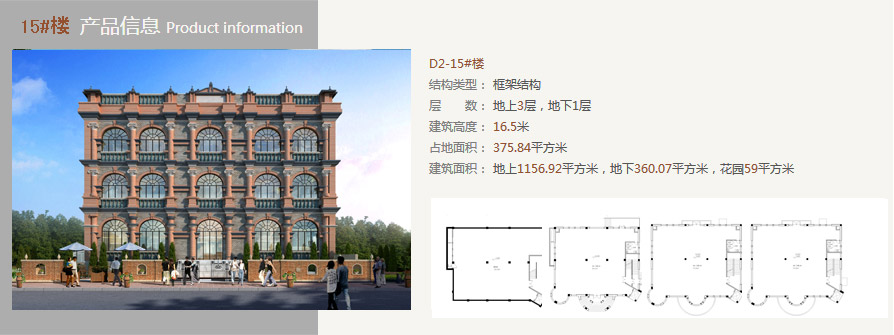 15#楼 产品信息 Product information
D2-15#楼
结构类型： 框架结构
层　　数： 地上3层，地下1层
建筑高度： 16.5米
占地面积： 375.84平方米
建筑面积： 地上1156.92平方米，地下360.07平方米，花园59平方米